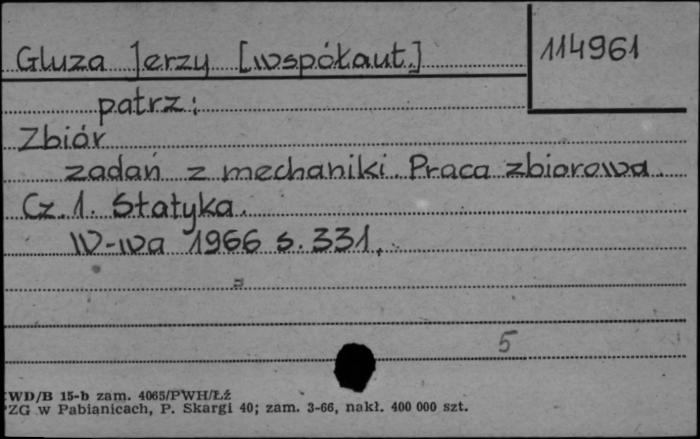 Gluza Jerzy [współaut.]
114961
patrz:
Zbiór
zadań z mechaniki. Praca zbiorowa.
Cz. 1. Statyka.
W-wa 1966 s. 331.
5
WD/B 15-b zam. 4065/PWH/Łź
PZG w Pabianicach, P. Skargi 40; zam. 3-66, nakł. 400 000 szt.